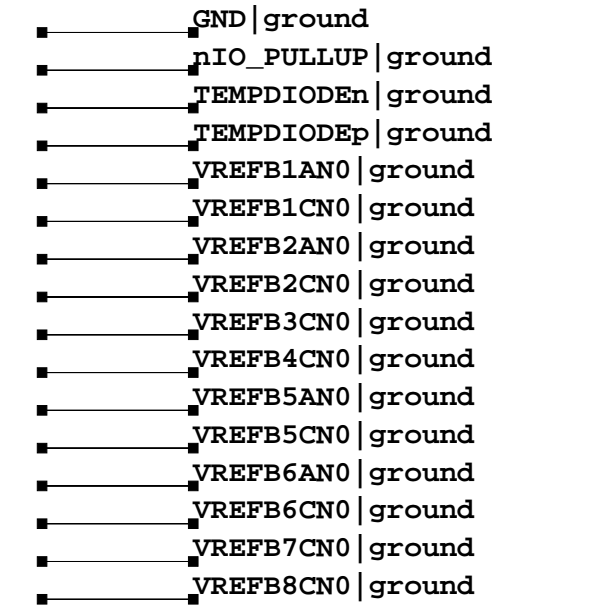 GND|ground
nIO_PULLUP|ground
TEMPDIODEn|ground
TEMPDIODEp|ground
VREFB1AN0|ground
VREFB1CN0|ground
VREFB2AN0|ground
VREFB2CN0|ground
VREFB3CN0|ground
VREFB4CN0|ground
VREFB5AN0|ground
VREFB5CN0|ground
VREFB6AN0|ground
VREFB6CN0|ground
VREFB7CN0|ground
VREFB8CN0|ground